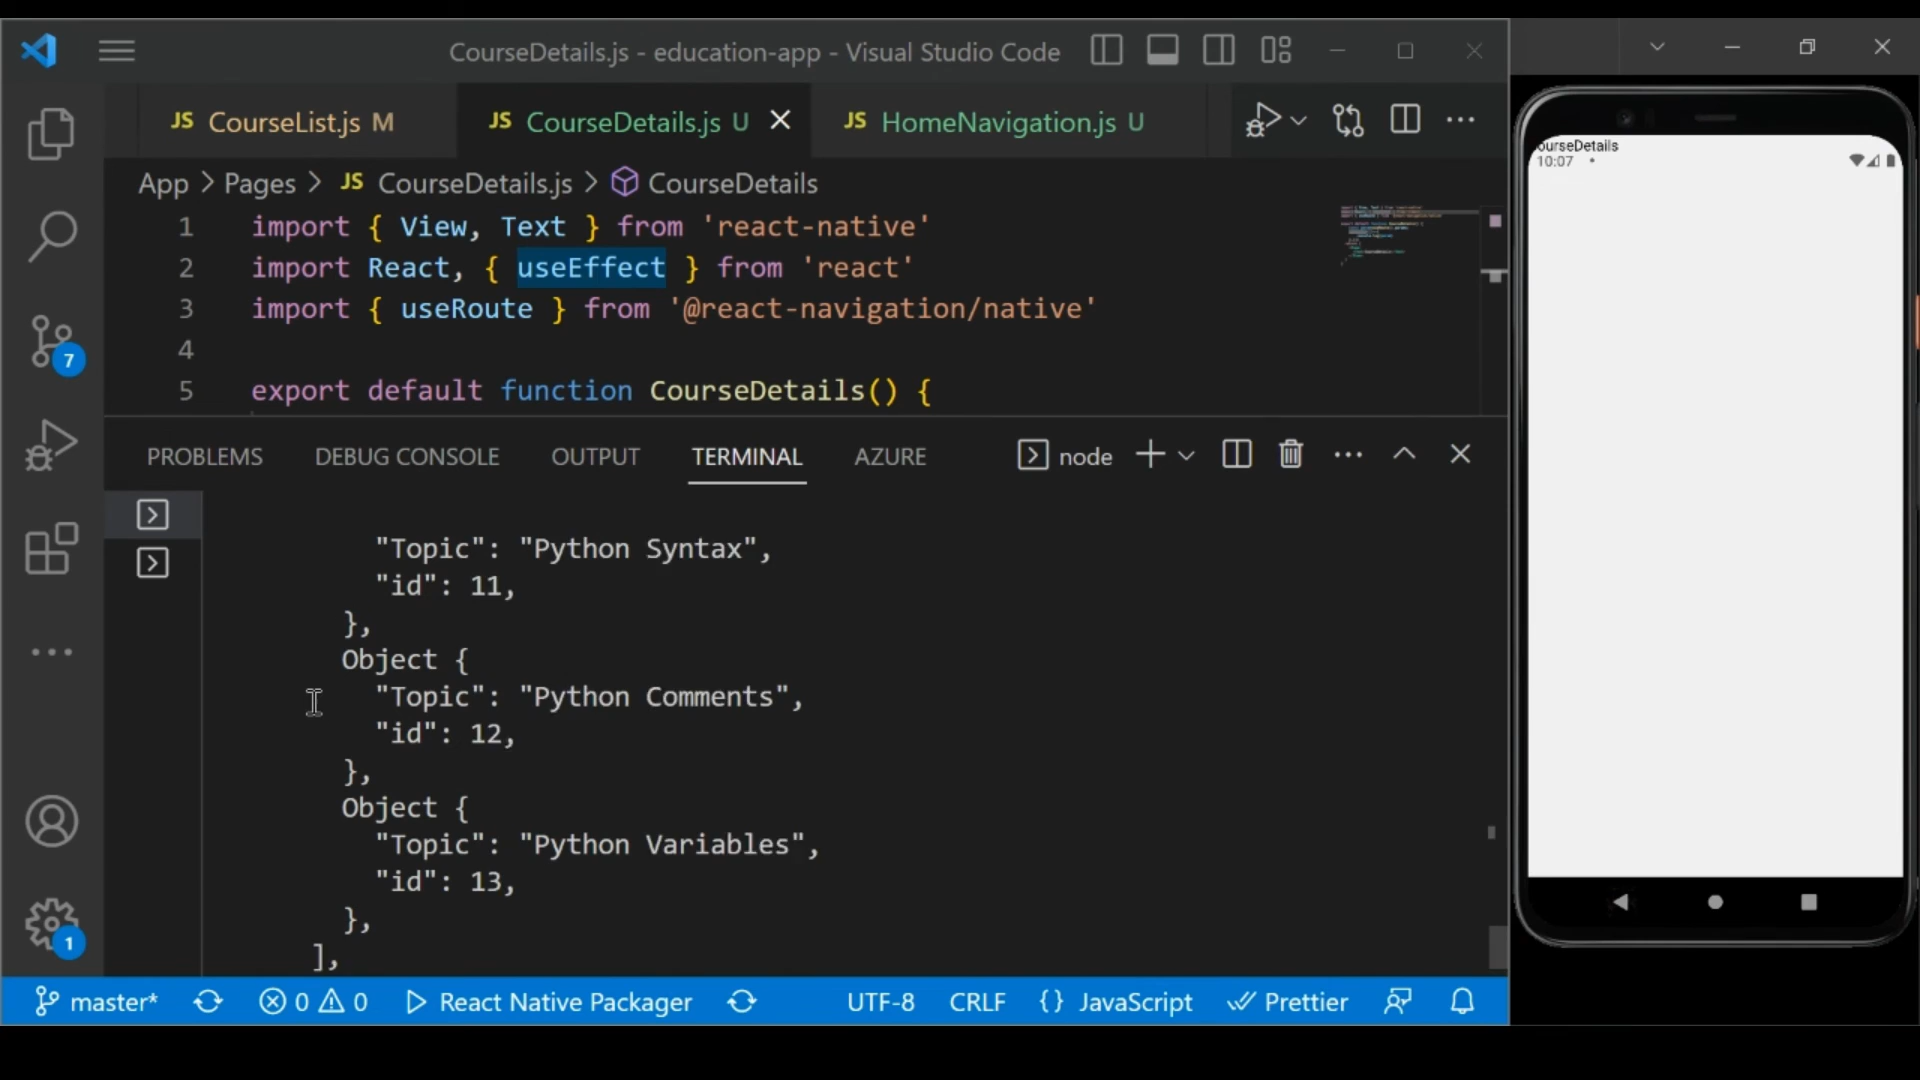 CourseDetails.js - education-app - Visual Studio Code
JS CourseList.js M
JS CourseDetails.js U
JS HomeNavigation.js U
App > Pages > JS CourseDetails.js > CourseDetails
1 import { View, Text } from 'react-native'
2 import React, { useEffect } from 'react'
3 import { useRoute } from '@react-navigation/native'
4
5 export default function CourseDetails() {
PROBLEMS DEBUG CONSOLE OUTPUT TERMINAL AZURE node
"Topic": "Python Syntax",
"id": 11,
},
Object {
"Topic": "Python Comments",
"id": 12,
},
Object {
"Topic": "Python Variables",
"id": 13,
},
],
7
1
master* 0 0 React Native Packager UTF-8 CRLF {} JavaScript Prettier
ourseDetails
10:07